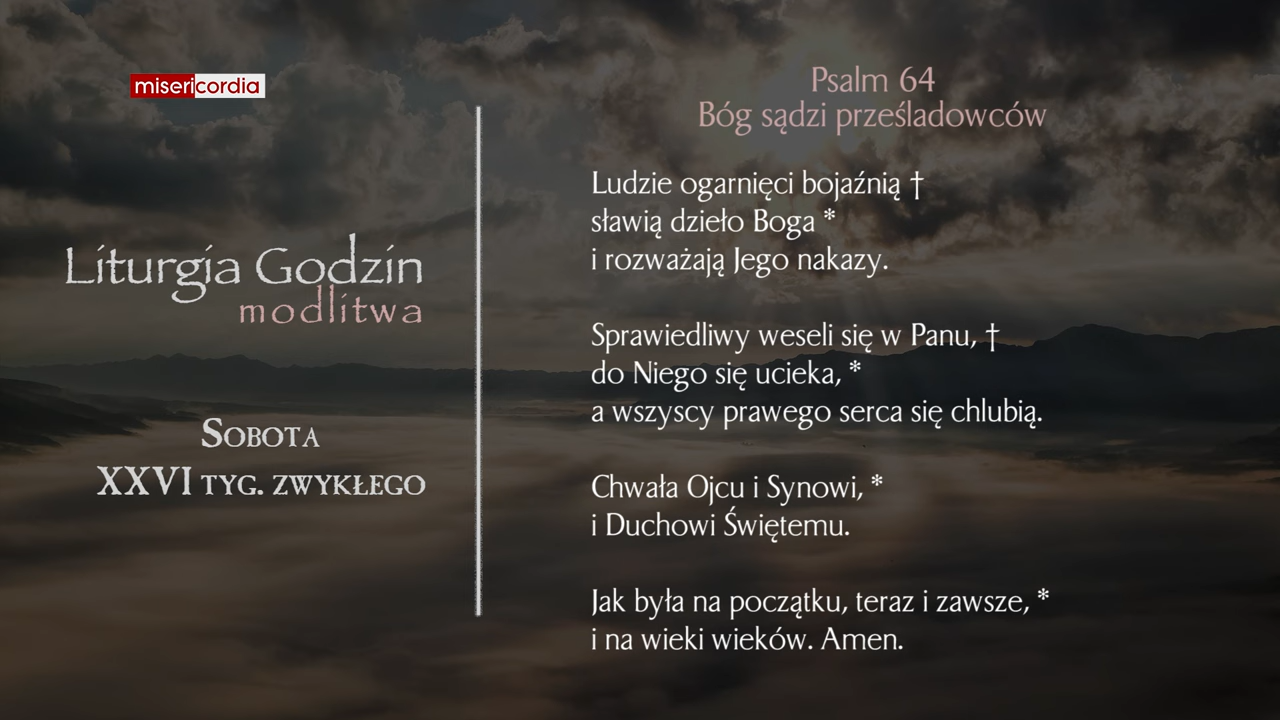 misericordia
Liturgia Godzin
modlitwa
Sobota
XXVI tyg. zwykłego
Psalm 64
Bóg sądzi prześladowców
Ludzie ogarnięci bojaźnią †
sławią dzieło Boga *
i rozważają Jego nakazy.
Sprawiedliwy weseli się w Panu, †
do Niego się ucieka, *
a wszyscy prawego serca się chlubią.
Chwała Ojcu i Synowi, *
i Duchowi Świętemu.
Jak była na początku, teraz i zawsze, *
i na wieki wieków. Amen.